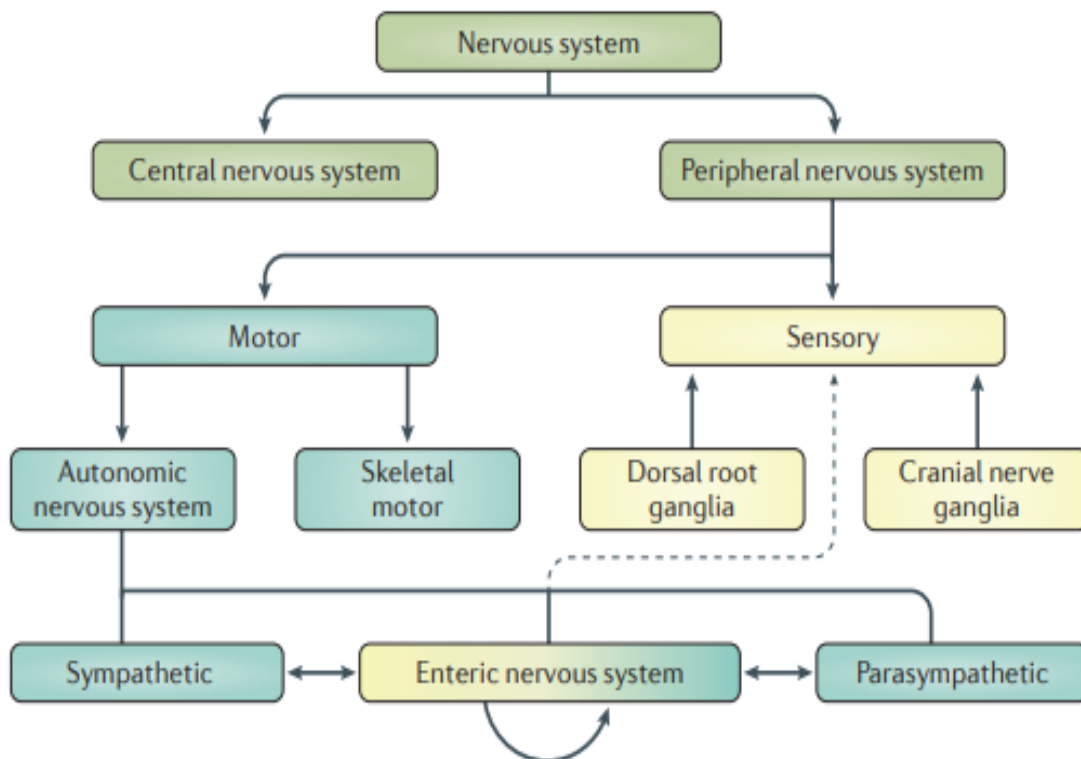 Nervous system
Central nervous system
Peripheral nervous system
Motor
Sensory
Autonomic
nervous system
Skeletal
motor
Dorsal root
ganglia
Cranial nerve
ganglia
Sympathetic
Enteric nervous system
Parasympathetic